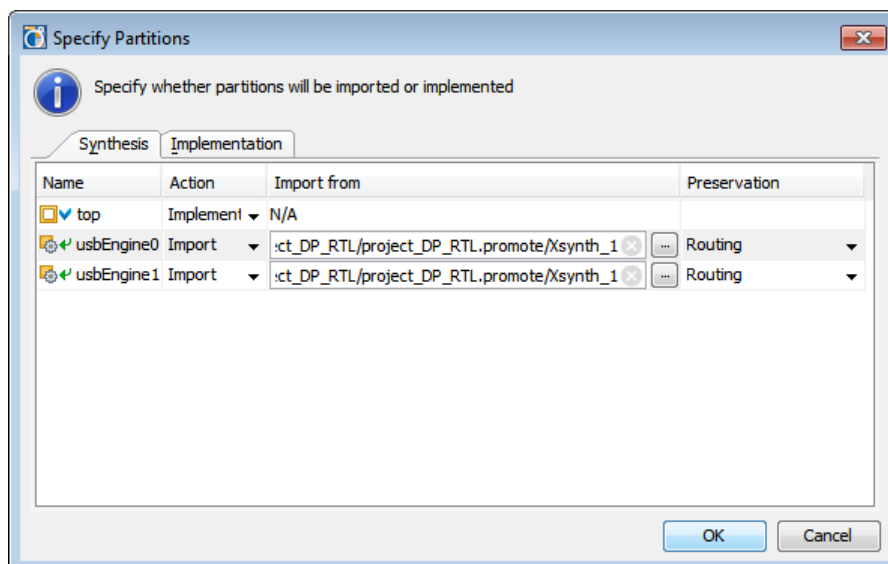 Specify Partitions
Specify whether partitions will be imported or implemented
Synthesis Implementation
Name Action Import from Preservation
top Implement N/A
usbEngine0 Import :ct_DP_RTL/project_DP_RTL.promote/Xsynth_1 ... Routing
usbEngine1 Import :ct_DP_RTL/project_DP_RTL.promote/Xsynth_1 ... Routing
OK Cancel